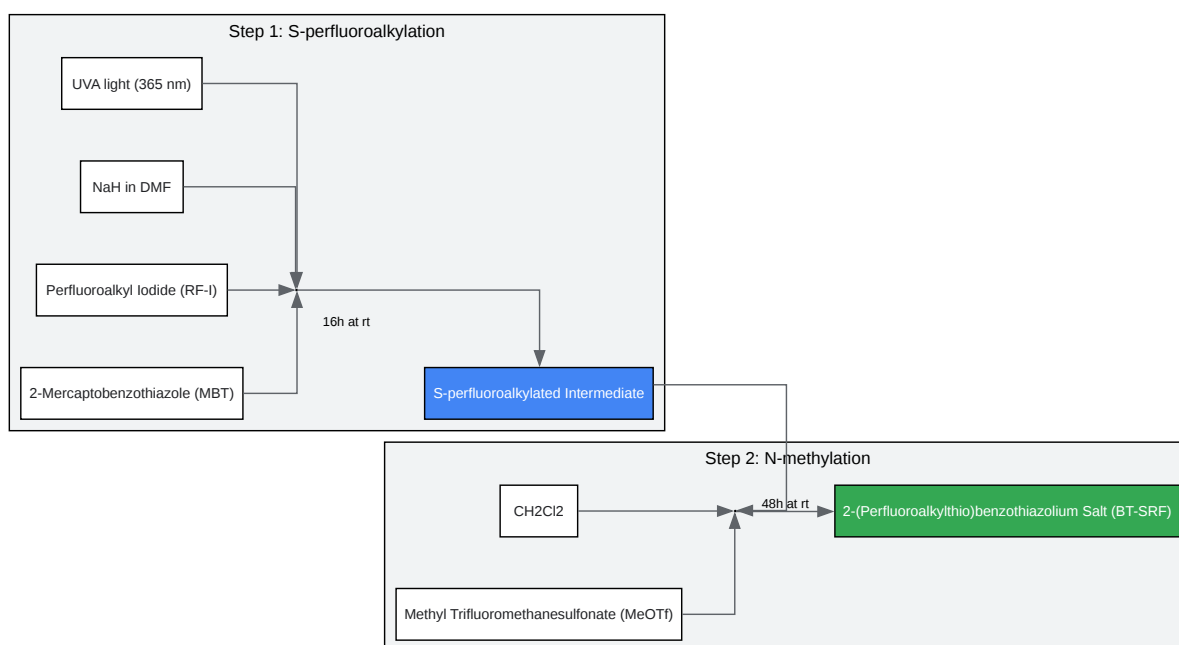 Step 1: S-perfluoroalkylation
UVA light (365 nm)
NaH in DMF
Perfluoroalkyl Iodide (RF-I)
16h at rt
2-Mercaptobenzothiazole (MBT)
S-perfluoroalkylated Intermediate
Step 2: N-methylation
CH2Cl2
48h at rt
2-(Perfluoroalkylthio)benzothiazolium Salt (BT-SRF)
Methyl Trifluoromethanesulfonate (MeOTf)